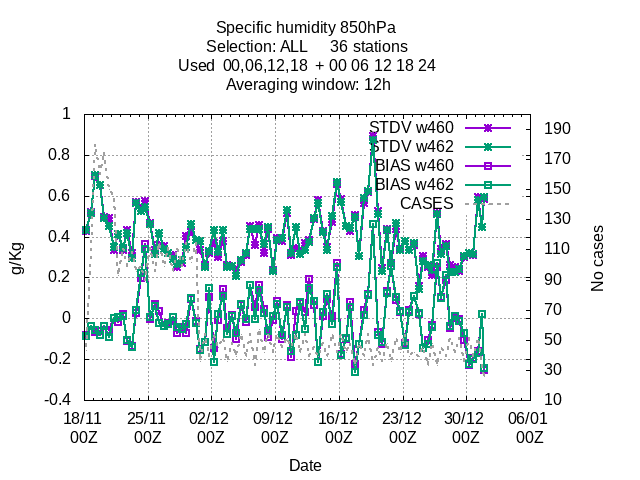 Specific humidity 850hPa
Selection: ALL 36 stations
Used 00,06,12,18 + 00 06 12 18 24
Averaging window: 12h
STDV w460
STDV w462
BIAS w460
BIAS w462
CASES
1
0.8
0.6
0.4
0.2
0
-0.2
-0.4
g/Kg
190
170
150
130
110
90
70
50
30
10
No cases
18/11 25/11 02/12 09/12 16/12 23/12 30/12 06/01
00Z 00Z 00Z 00Z 00Z 00Z 00Z 00Z
Date